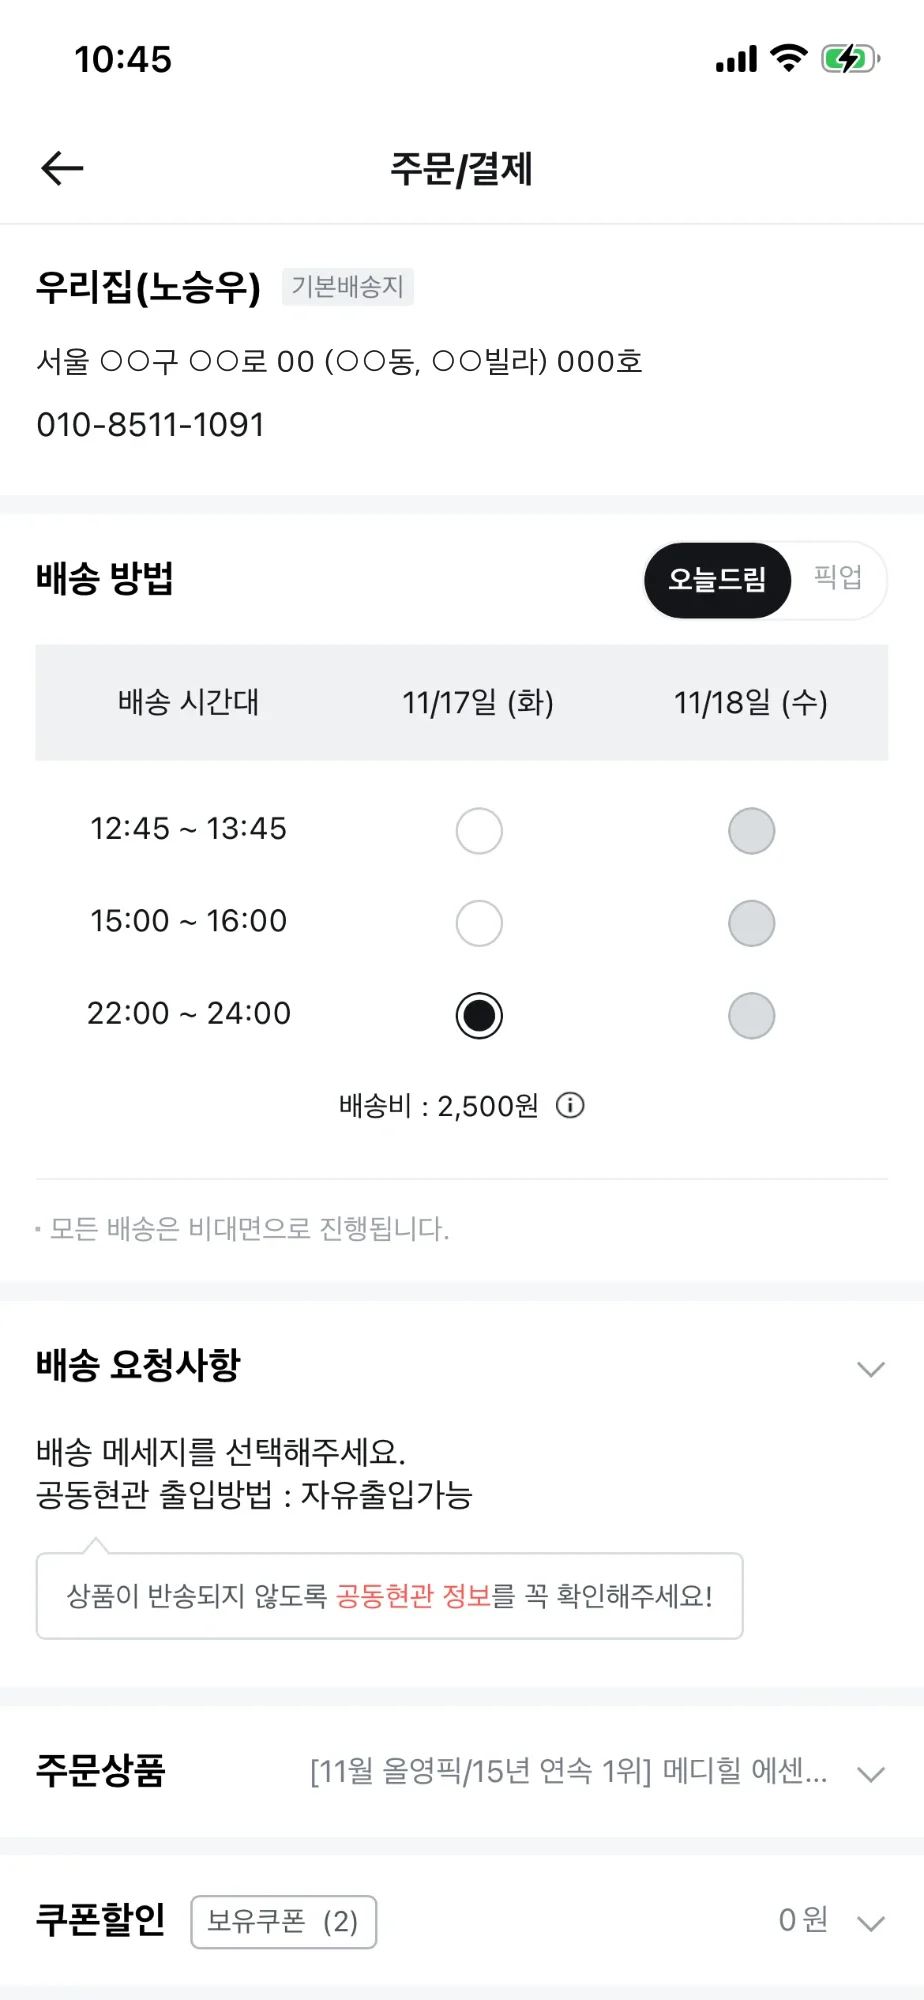 10:45
주문/결제
우리집(노승우) 기본배송지
서울 ○○구 ○○로 00 (○○동, ○○빌라) 000호
010-8511-1091
배송 방법 오늘드림 픽업
배송 시간대 11/17일 (화) 11/18일 (수)
12:45 ~ 13:45
15:00 ~ 16:00
22:00 ~ 24:00
배송비 : 2,500원
· 모든 배송은 비대면으로 진행됩니다.
배송 요청사항
배송 메세지를 선택해주세요.
공동현관 출입방법 : 자유출입가능
상품이 반송되지 않도록 공동현관 정보를 꼭 확인해주세요!
주문상품 [11월 올영픽/15년 연속 1위] 메디힐 에센...
쿠폰할인 보유쿠폰 (2) 0 원